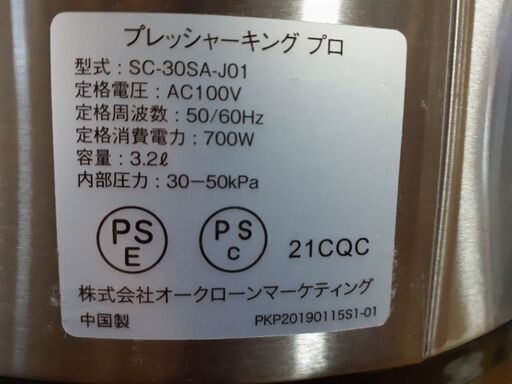 プレッシャーキング プロ
型式：SC-30SA-J01
定格電圧：AC100V
定格周波数：50/60Hz
定格消費電力：700W
容量：3.2ℓ
内部圧力：30－50kPa
PS
E
PS
C
21CQC
株式会社オークローンマーケティング
中国製
PKP20190115S1-01